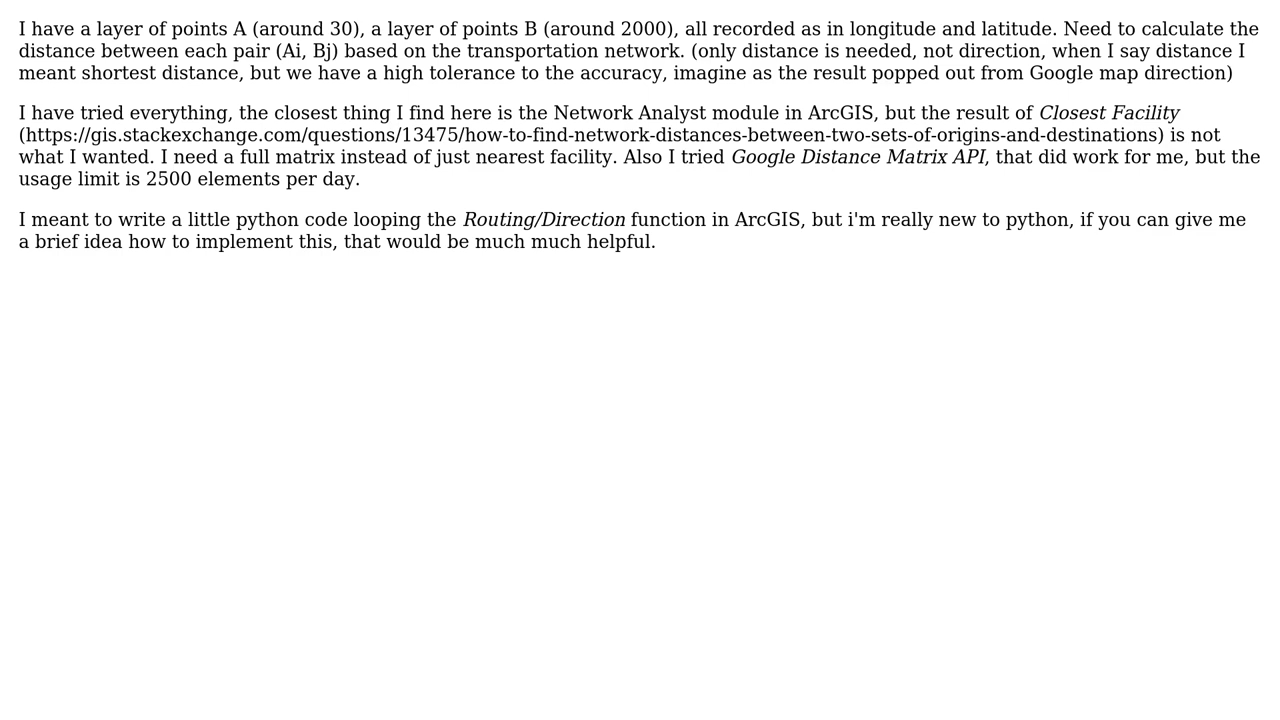 I have a layer of points A (around 30), a layer of points B (around 2000), all recorded as in longitude and latitude. Need to calculate the
distance between each pair (Ai, Bj) based on the transportation network. (only distance is needed, not direction, when I say distance I
meant shortest distance, but we have a high tolerance to the accuracy, imagine as the result popped out from Google map direction)
I have tried everything, the closest thing I find here is the Network Analyst module in ArcGIS, but the result of Closest Facility
(https://gis.stackexchange.com/questions/13475/how-to-find-network-distances-between-two-sets-of-origins-and-destinations) is not
what I wanted. I need a full matrix instead of just nearest facility. Also I tried Google Distance Matrix API, that did work for me, but the
usage limit is 2500 elements per day.
I meant to write a little python code looping the Routing/Direction function in ArcGIS, but i'm really new to python, if you can give me
a brief idea how to implement this, that would be much much helpful.